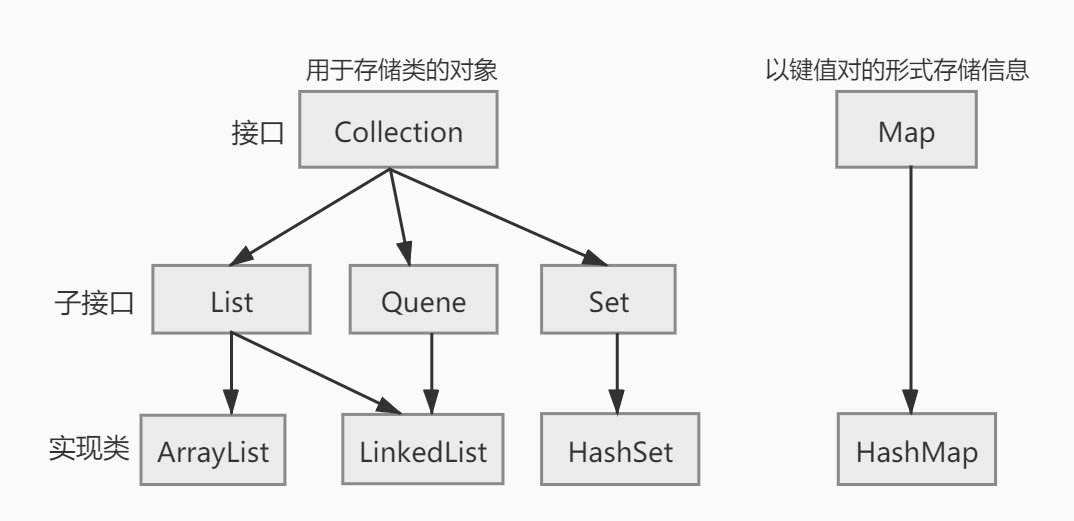 用于存储类的对象
以键值对的形式存储信息
接口
Collection
Map
子接口
List
Quene
Set
实现类
ArrayList
LinkedList
HashSet
HashMap